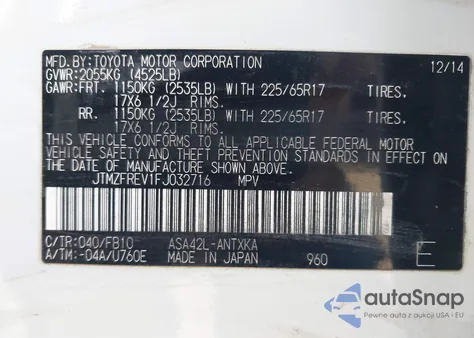 MFD.BY:TOYOTA MOTOR CORPORATION 12/14
GVWR:2055KG (4525LB)
GAWR:FRT. 1150KG (2535LB) WITH 225/65R17 TIRES.
17X6 1/2J RIMS.
RR. 1150KG (2535LB) WITH 225/65R17 TIRES.
17X6 1/2J RIMS.
THIS VEHICLE CONFORMS TO ALL APPLICABLE FEDERAL MOTOR
VEHICLE SAFETY, BUMPER, AND THEFT PREVENTION
STANDARDS IN EFFECT ON THE DATE
OF MANUFACTURE SHOWN ABOVE.
JTMZFREV1FJ032716 MPV
C/TR:040/FB10 ASA42L-ANTXKA E
A/TM:-04A/U760E MADE IN JAPAN 960
autoSnap
Pewne auta z aukcji USA i EU